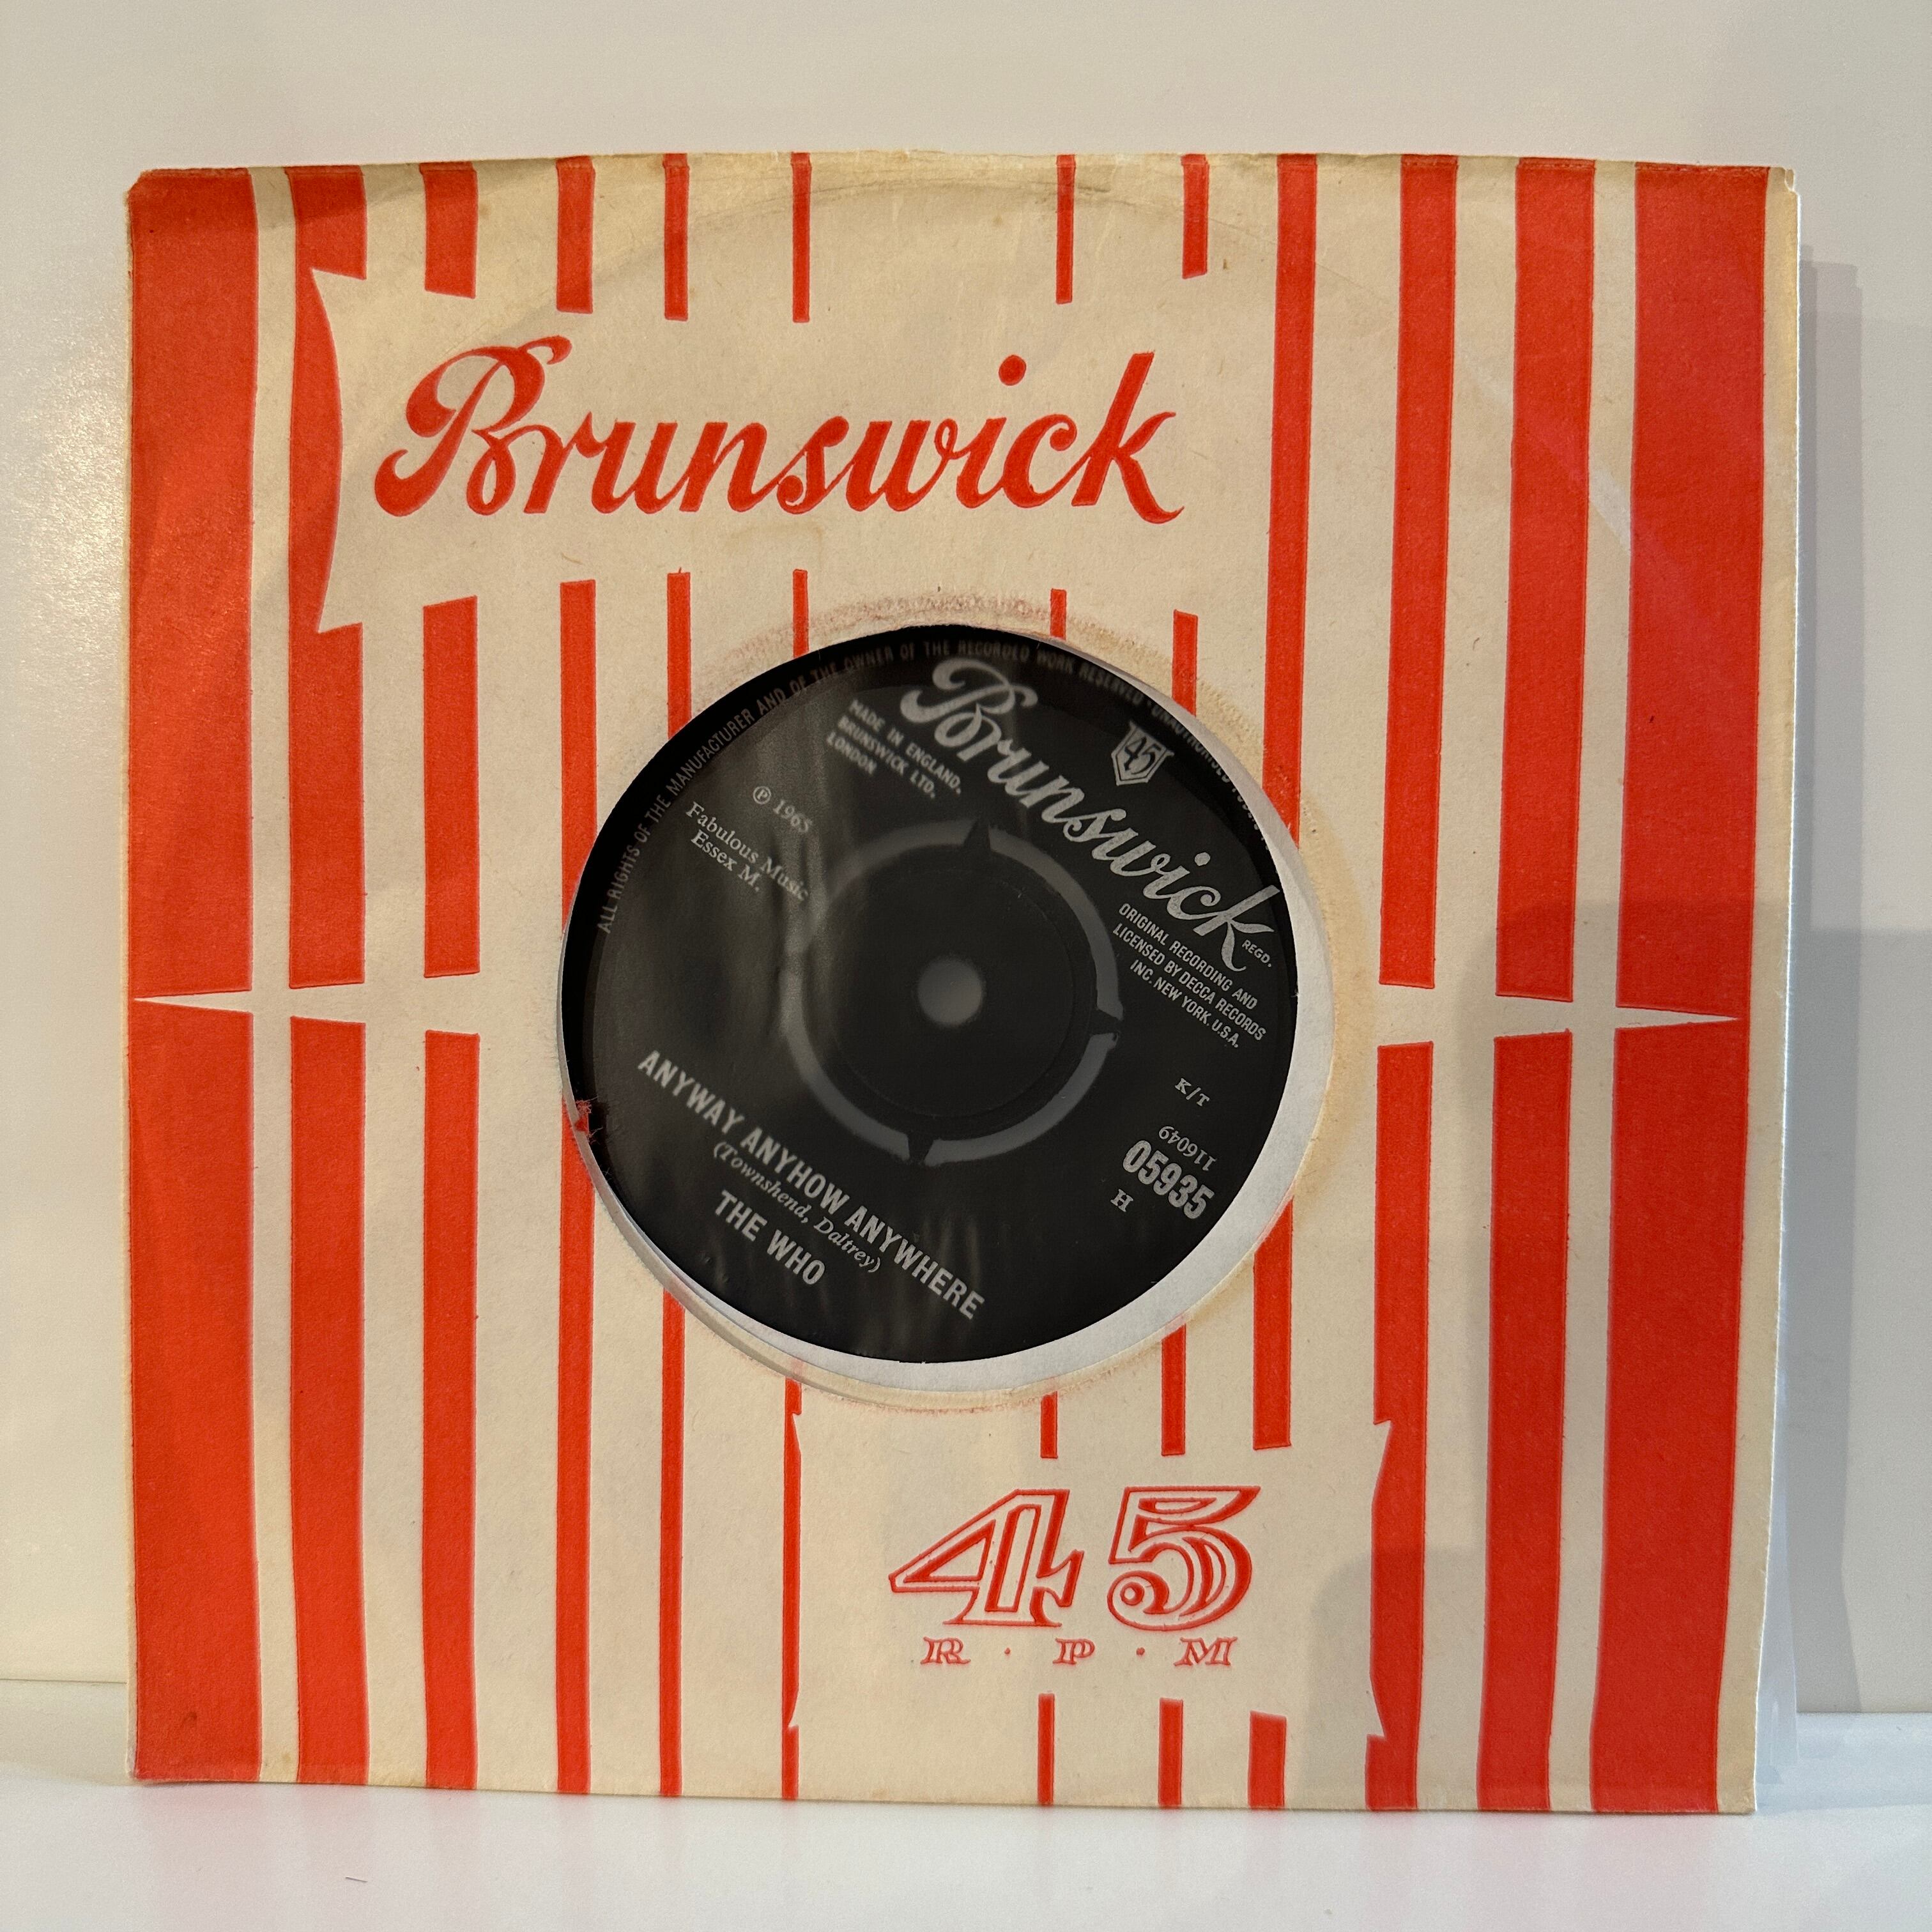 Brunswick
ALL RIGHTS OF THE MANUFACTURER AND OF THE OWNER OF THE RECORDED WORK RESERVED · UNAUTHORISED
Brunswick
REGD.
45
MADE IN ENGLAND.
BRUNSWICK LTD.
LONDON
℗ 1965
Fabulous Music
Essex M.
ORIGINAL RECORDING AND
LICENSED BY DECCA RECORDS
INC. NEW YORK. U.S.A.
K/T
116049
05935
H
ANYWAY ANYHOW ANYWHERE
(Townshend, Daltrey)
THE WHO
45
R · P · M